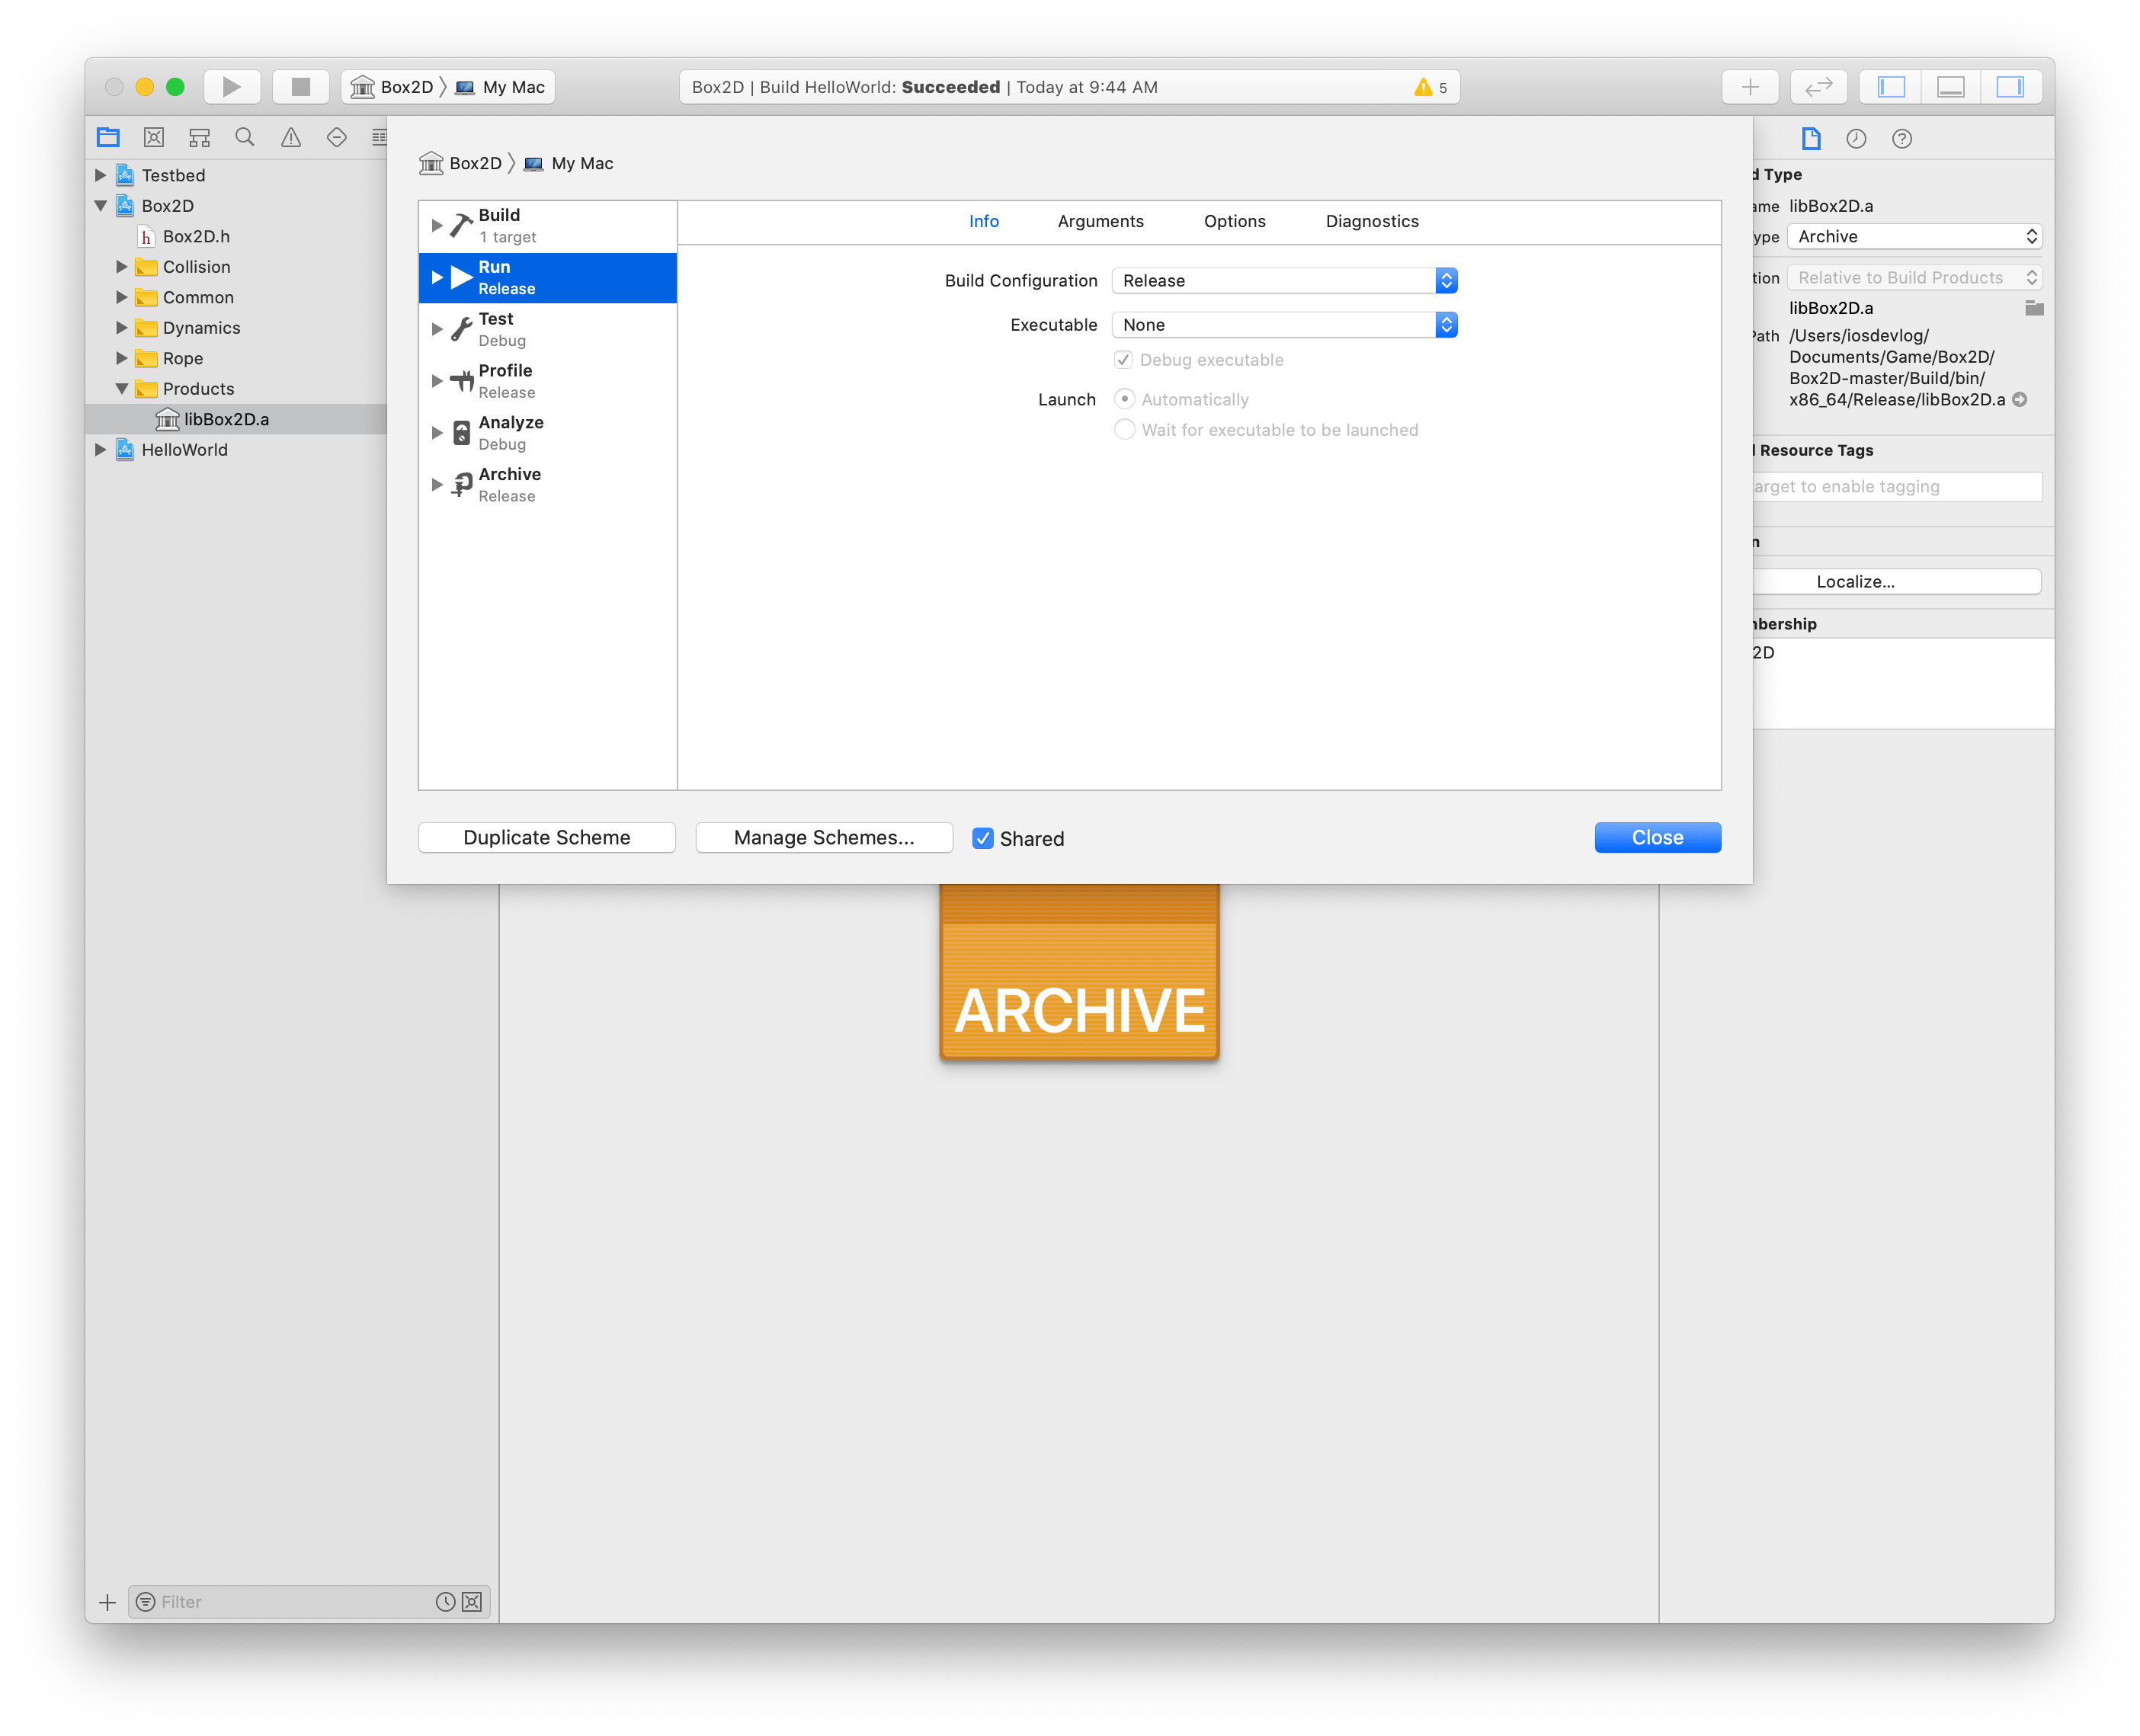 Box2D 〉 My Mac
Box2D | Build HelloWorld: Succeeded | Today at 9:44 AM
5
Testbed
Box2D
h Box2D.h
Collision
Common
Dynamics
Rope
Products
libBox2D.a
HelloWorld
Filter
Box2D 〉 My Mac
Build
1 target
Run
Release
Test
Debug
Profile
Release
Analyze
Debug
Archive
Release
Info Arguments Options Diagnostics
Build Configuration Release
Executable None
Debug executable
Launch Automatically
Wait for executable to be launched
Duplicate Scheme Manage Schemes... Shared Close
ARCHIVE
d Type
ame libBox2D.a
ype Archive
tion Relative to Build Products
libBox2D.a
Path /Users/iosdevlog/
Documents/Game/Box2D/
Box2D-master/Build/bin/
x86_64/Release/libBox2D.a
Resource Tags
arget to enable tagging
n
Localize...
nbership
2D